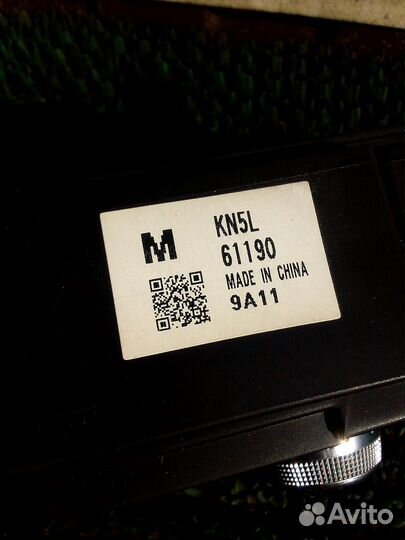 M
KN5L
61190
MADE IN CHINA
9A11
Avito